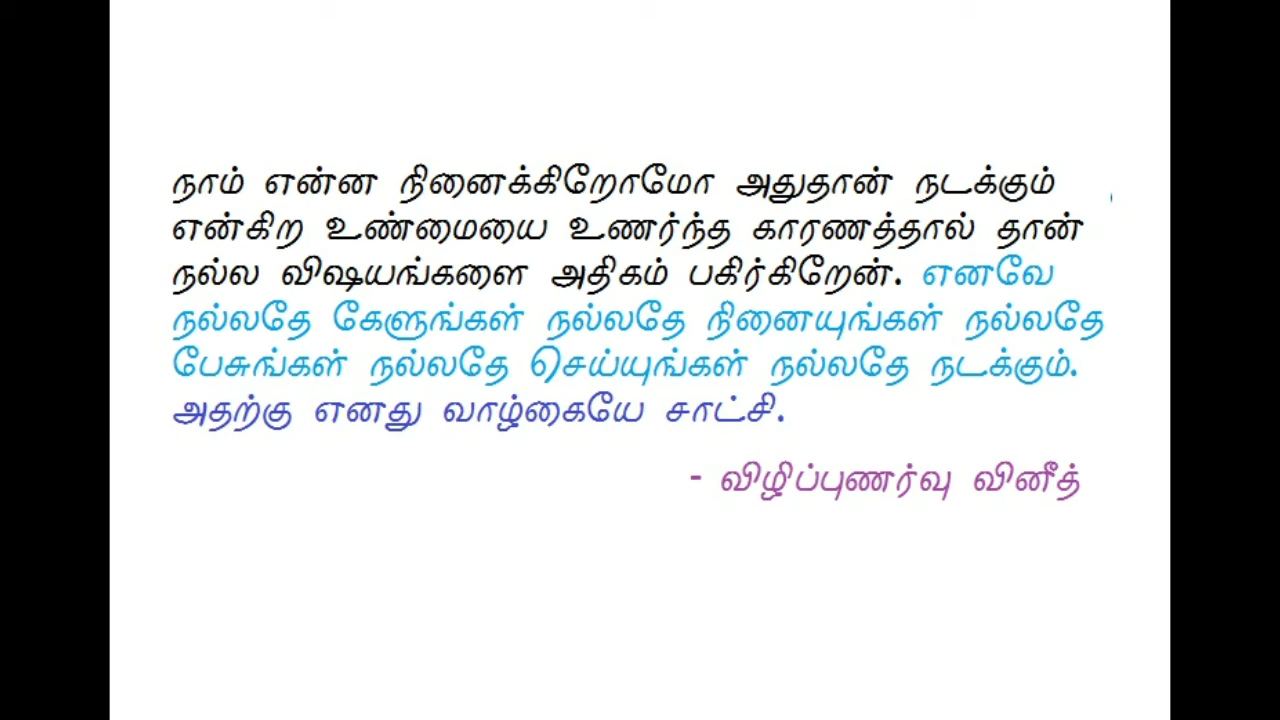 நாம் என்ன நினைக்கிறோமோ அதுதான் நடக்கும்
என்கிற உண்மையை உணர்ந்த காரணத்தால் தான்
நல்ல விஷயங்களை அதிகம் பகிர்கிறேன். எனவே
நல்லதே கேளுங்கள் நல்லதே நினையுங்கள் நல்லதே
பேசுங்கள் நல்லதே செய்யுங்கள் நல்லதே நடக்கும்.
அதற்கு எனது வாழ்கையே சாட்சி.
- விழிப்புணர்வு வினீத்